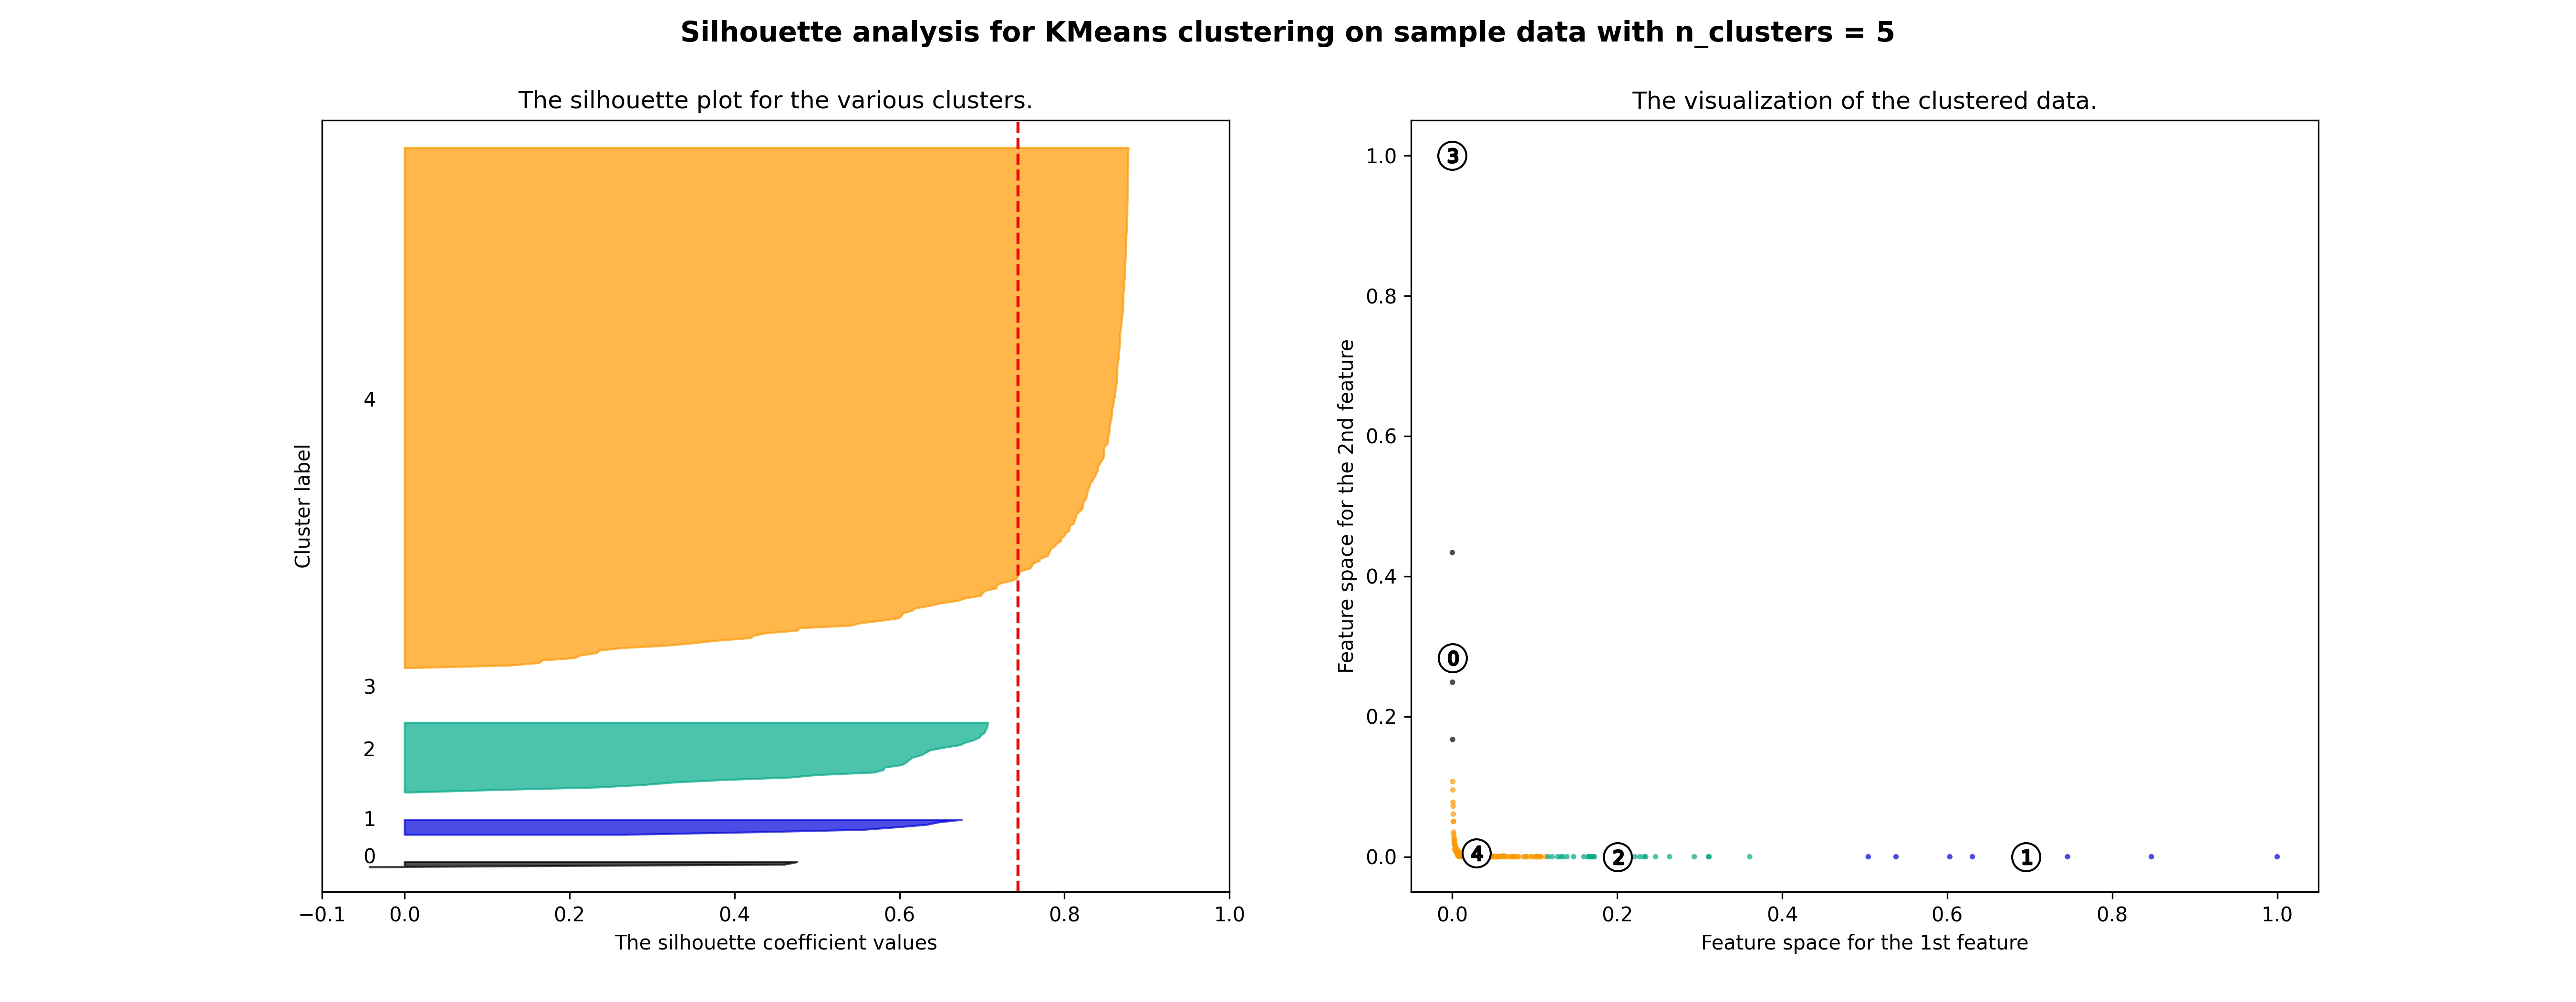 Silhouette analysis for KMeans clustering on sample data with n_clusters = 5
The silhouette plot for the various clusters.
Cluster label
4
3
2
1
0
−0.1 0.0 0.2 0.4 0.6 0.8 1.0
The silhouette coefficient values
The visualization of the clustered data.
Feature space for the 2nd feature
1.0
0.8
0.6
0.4
0.2
0.0
3
0
4 2 1
0.0 0.2 0.4 0.6 0.8 1.0
Feature space for the 1st feature